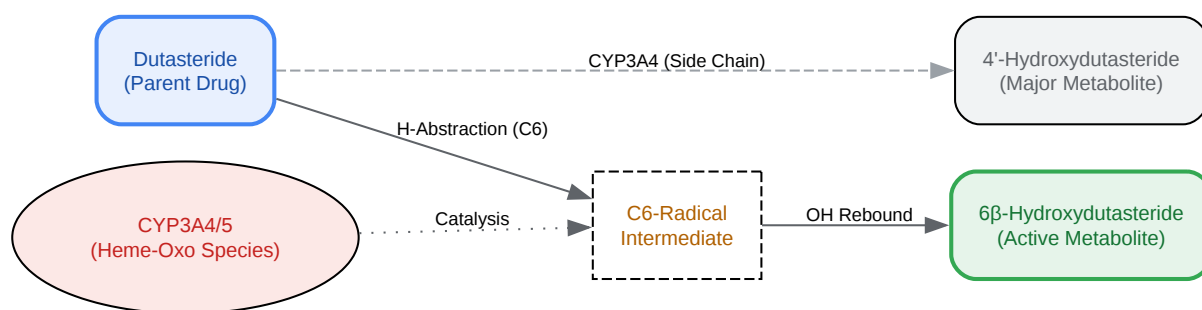 Dutasteride
(Parent Drug)
CYP3A4 (Side Chain)
4'-Hydroxydutasteride
(Major Metabolite)
H-Abstraction (C6)
CYP3A4/5
(Heme-Oxo Species)
Catalysis
C6-Radical
Intermediate
OH Rebound
6β-Hydroxydutasteride
(Active Metabolite)